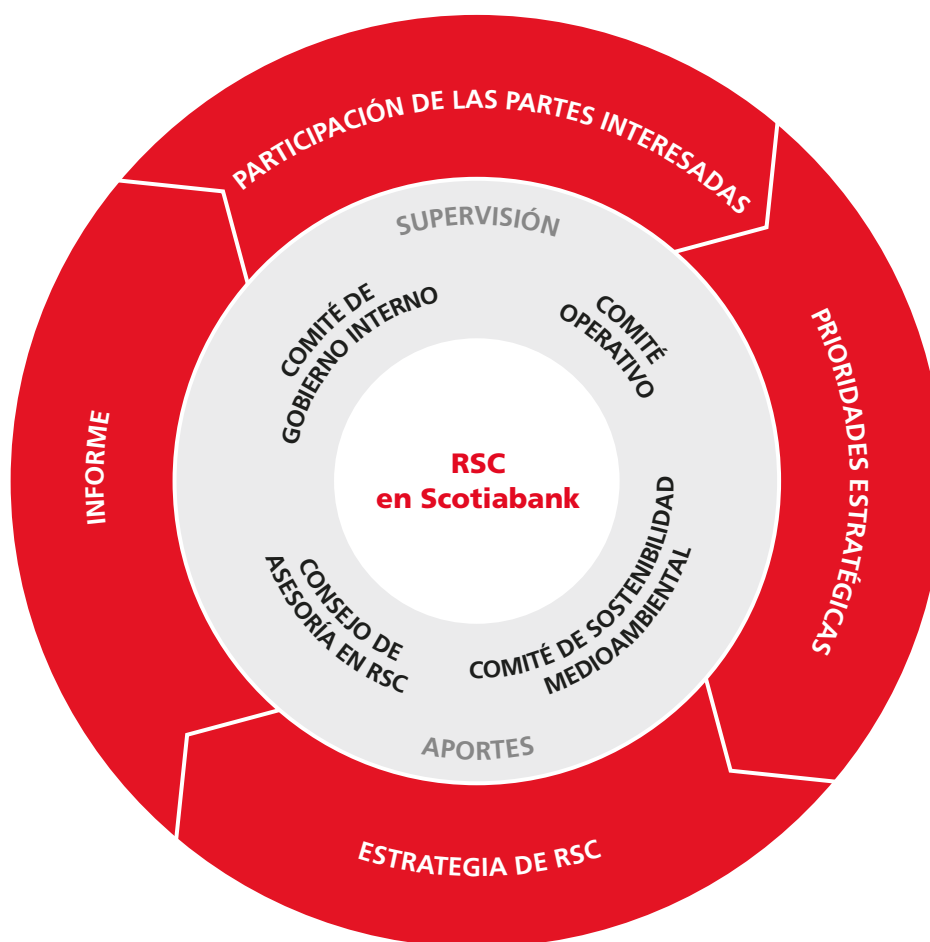 PARTICIPACIÓN DE LAS PARTES INTERESADAS
PRIORIDADES ESTRATÉGICAS
ESTRATEGIA DE RSC
INFORME
SUPERVISIÓN
COMITÉ DE
GOBIERNO INTERNO
COMITÉ
OPERATIVO
RSC
en Scotiabank
CONSEJO DE
ASESORÍA EN RSC
COMITÉ DE SOSTENIBILIDAD
MEDIOAMBIENTAL
APORTES